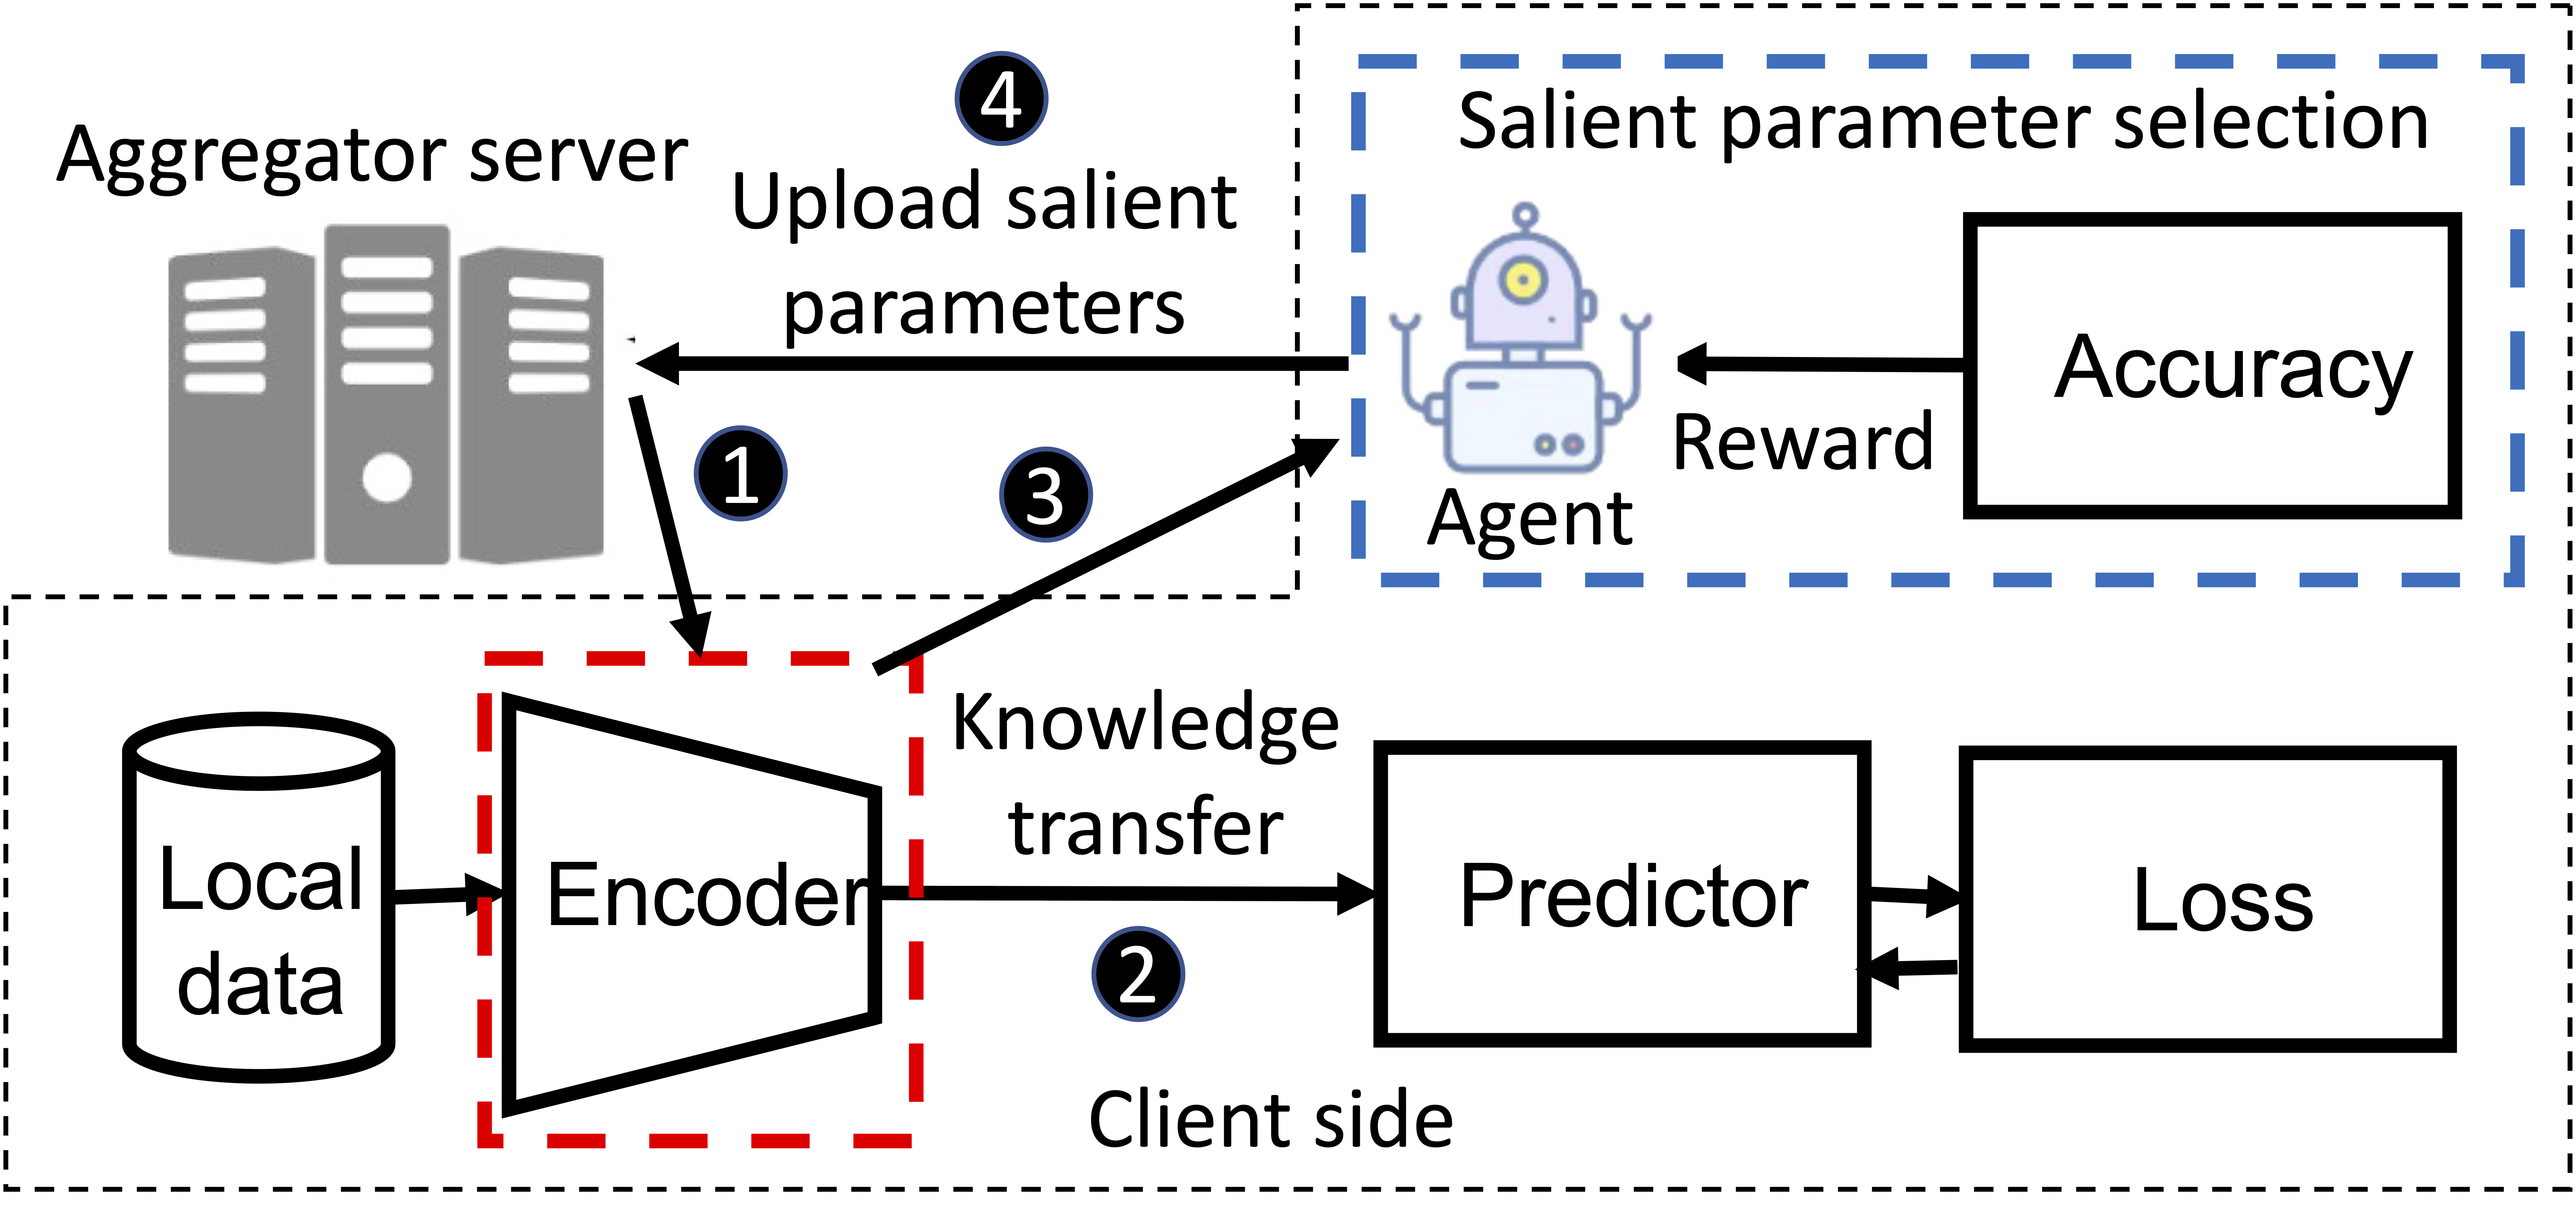 4
Aggregator server
Upload salient
parameters
Salient parameter selection
Accuracy
Reward
Agent
1
3
Knowledge
transfer
Local
data
Encoder
Predictor
Loss
2
Client side